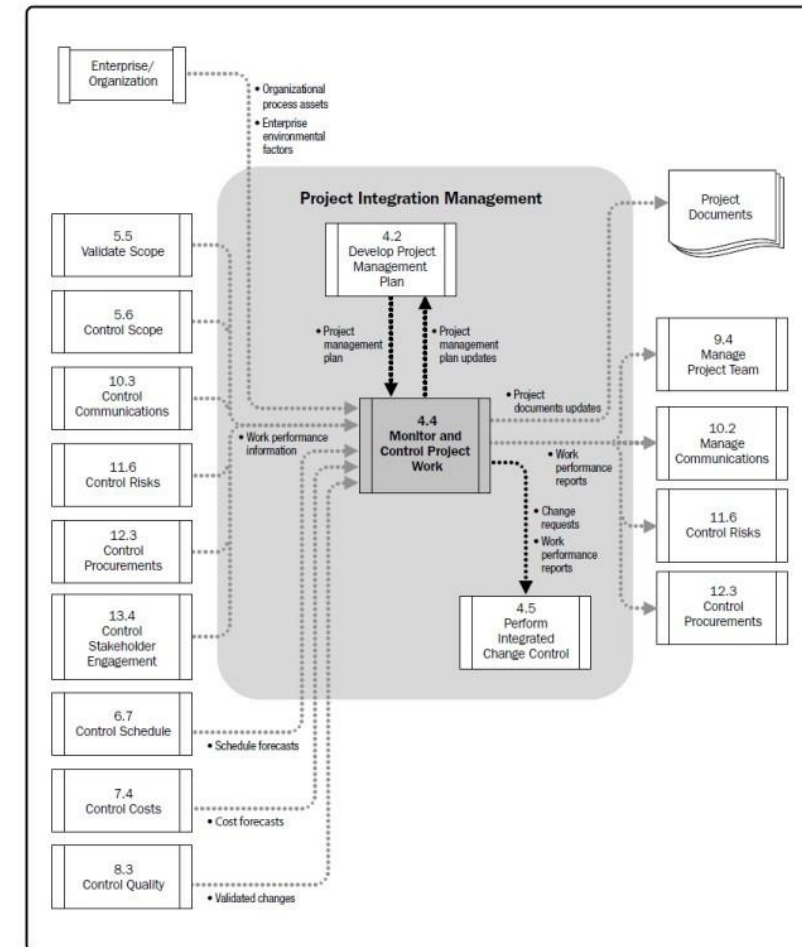 Enterprise/
Organization
• Organizational
process assets
• Enterprise
environmental
factors
Project Integration Management
4.2
Develop Project
Management
Plan
Project
Documents
5.5
Validate Scope
5.6
Control Scope
10.3
Control
Communications
11.6
Control Risks
12.3
Control
Procurements
13.4
Control
Stakeholder
Engagement
6.7
Control Schedule
7.4
Control Costs
8.3
Control Quality
• Project
management
plan
• Project
management
plan updates
• Work performance
information
4.4
Monitor and
Control Project
Work
• Project
documents updates
• Work
performance
reports
• Change
requests
• Work
performance
reports
4.5
Perform
Integrated
Change Control
• Schedule forecasts
• Cost forecasts
• Validated changes
9.4
Manage
Project Team
10.2
Manage
Communications
11.6
Control Risks
12.3
Control
Procurements